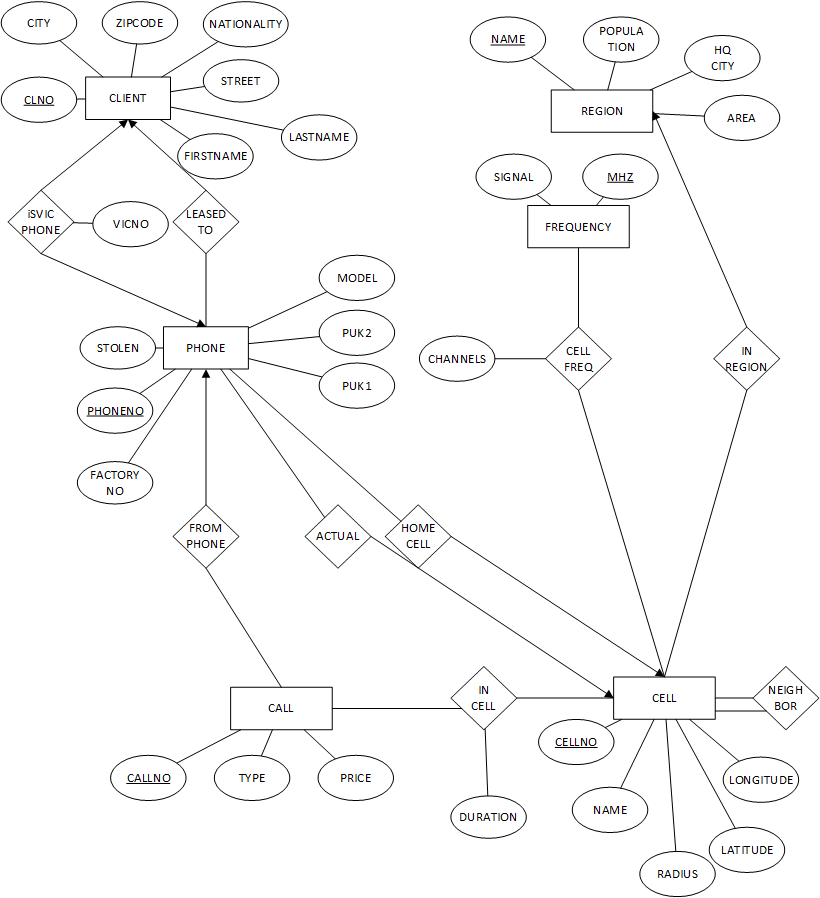 CITY
ZIPCODE
NATIONALITY
STREET
CLNO
CLIENT
LASTNAME
FIRSTNAME
NAME
POPULA
TION
HQ
CITY
REGION
AREA
SIGNAL
MHZ
FREQUENCY
iSVIC
PHONE
VICNO
LEASED
TO
MODEL
STOLEN
PHONE
PUK2
PUK1
PHONENO
FACTORY
NO
CHANNELS
CELL
FREQ
IN
REGION
FROM
PHONE
ACTUAL
HOME
CELL
CALL
IN
CELL
CELL
NEIGH
BOR
CELLNO
CALLNO
TYPE
PRICE
DURATION
NAME
LONGITUDE
LATITUDE
RADIUS